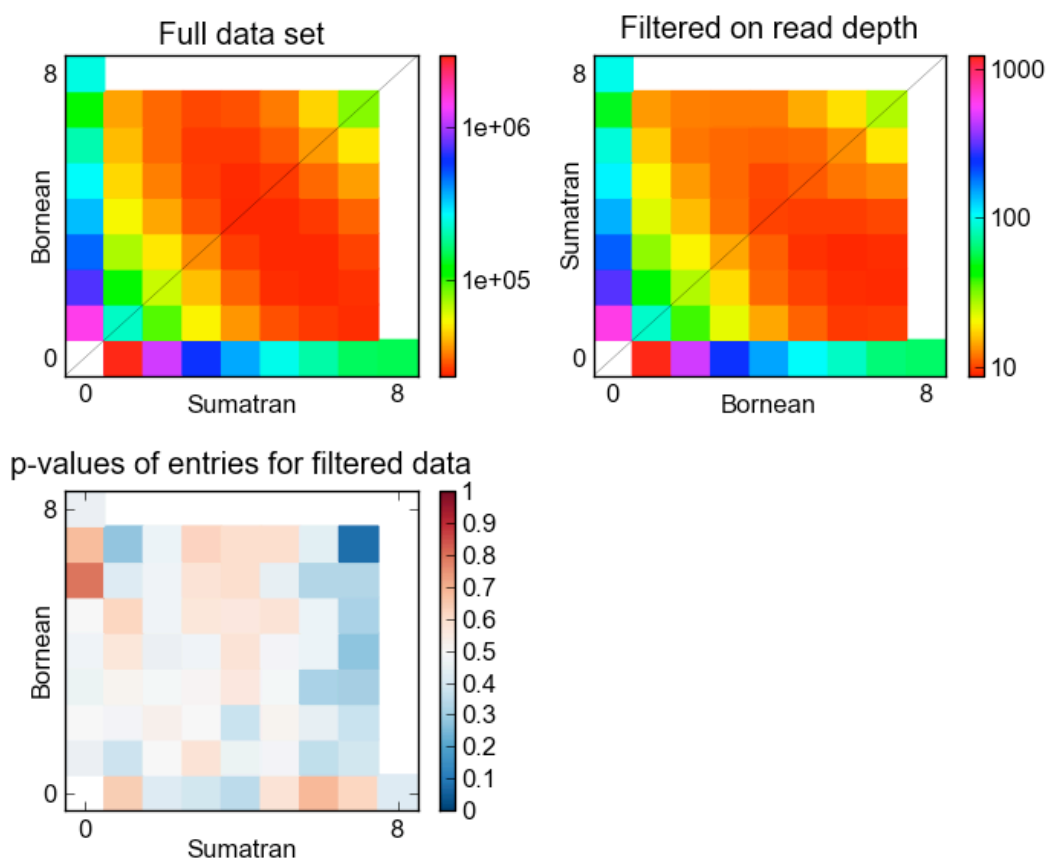 Full data set
8
0
Bornean
0
8
Sumatran
1e+06
1e+05
Filtered on read depth
8
0
Sumatran
0
8
Bornean
1000
100
10
p-values of entries for filtered data
8
0
Bornean
0
8
Sumatran
1
0.9
0.8
0.7
0.6
0.5
0.4
0.3
0.2
0.1
0